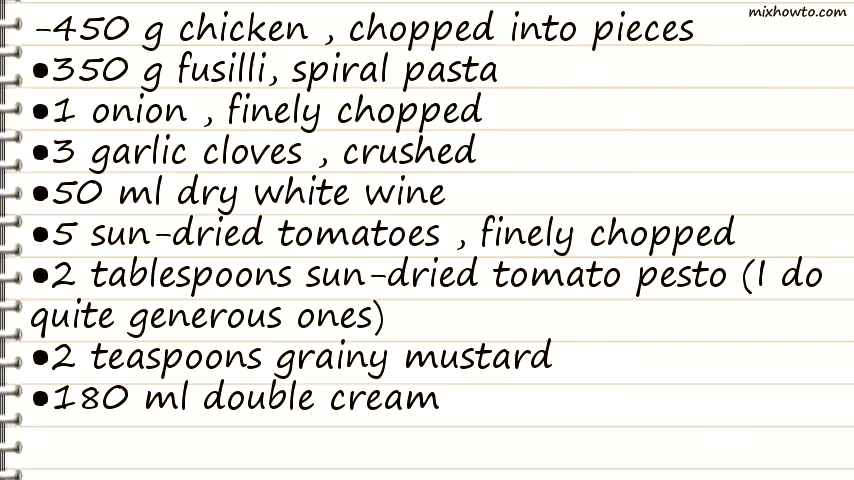 mixhowto.com
-450 g chicken , chopped into pieces
•350 g fusilli, spiral pasta
•1 onion , finely chopped
•3 garlic cloves , crushed
•50 ml dry white wine
•5 sun-dried tomatoes , finely chopped
•2 tablespoons sun-dried tomato pesto (I do
quite generous ones)
•2 teaspoons grainy mustard
•180 ml double cream